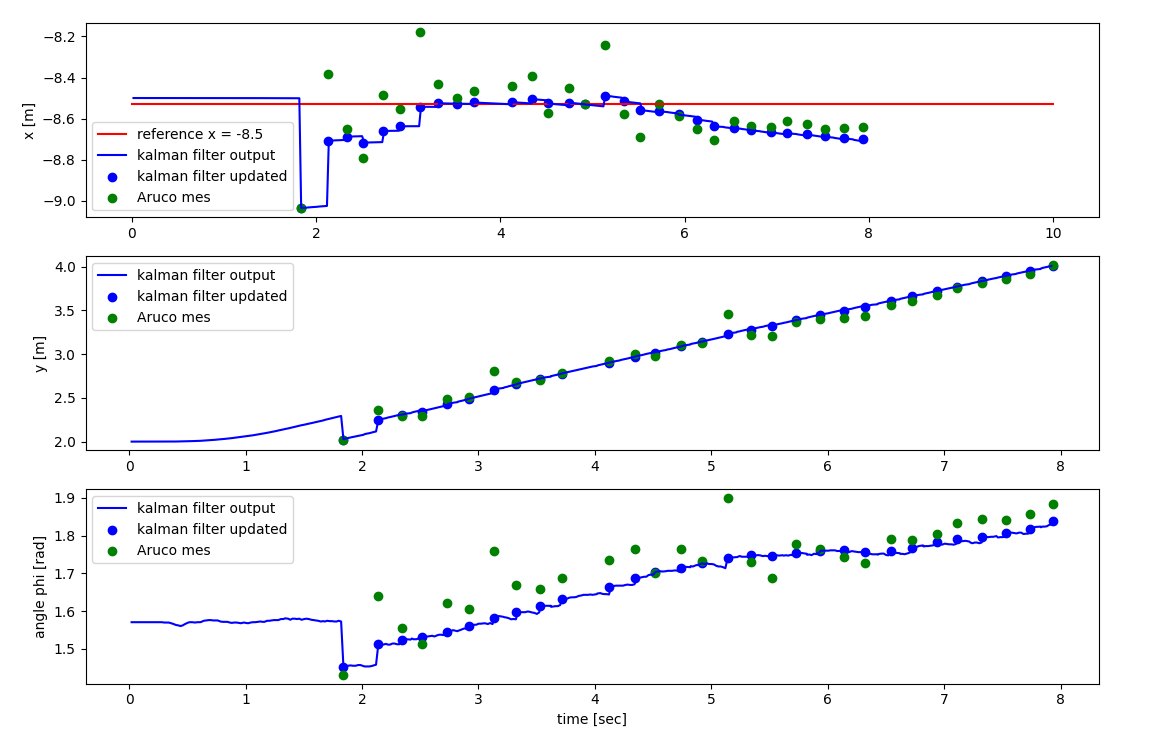 −8.2
−8.4
−8.6
−8.8
−9.0
x [m]
reference x = -8.5
kalman filter output
kalman filter updated
Aruco mes
0 2 4 6 8 10
4.0
3.5
3.0
2.5
2.0
y [m]
kalman filter output
kalman filter updated
Aruco mes
0 1 2 3 4 5 6 7 8
1.9
1.8
1.7
1.6
1.5
angle phi [rad]
kalman filter output
kalman filter updated
Aruco mes
0 1 2 3 4 5 6 7 8
time [sec]